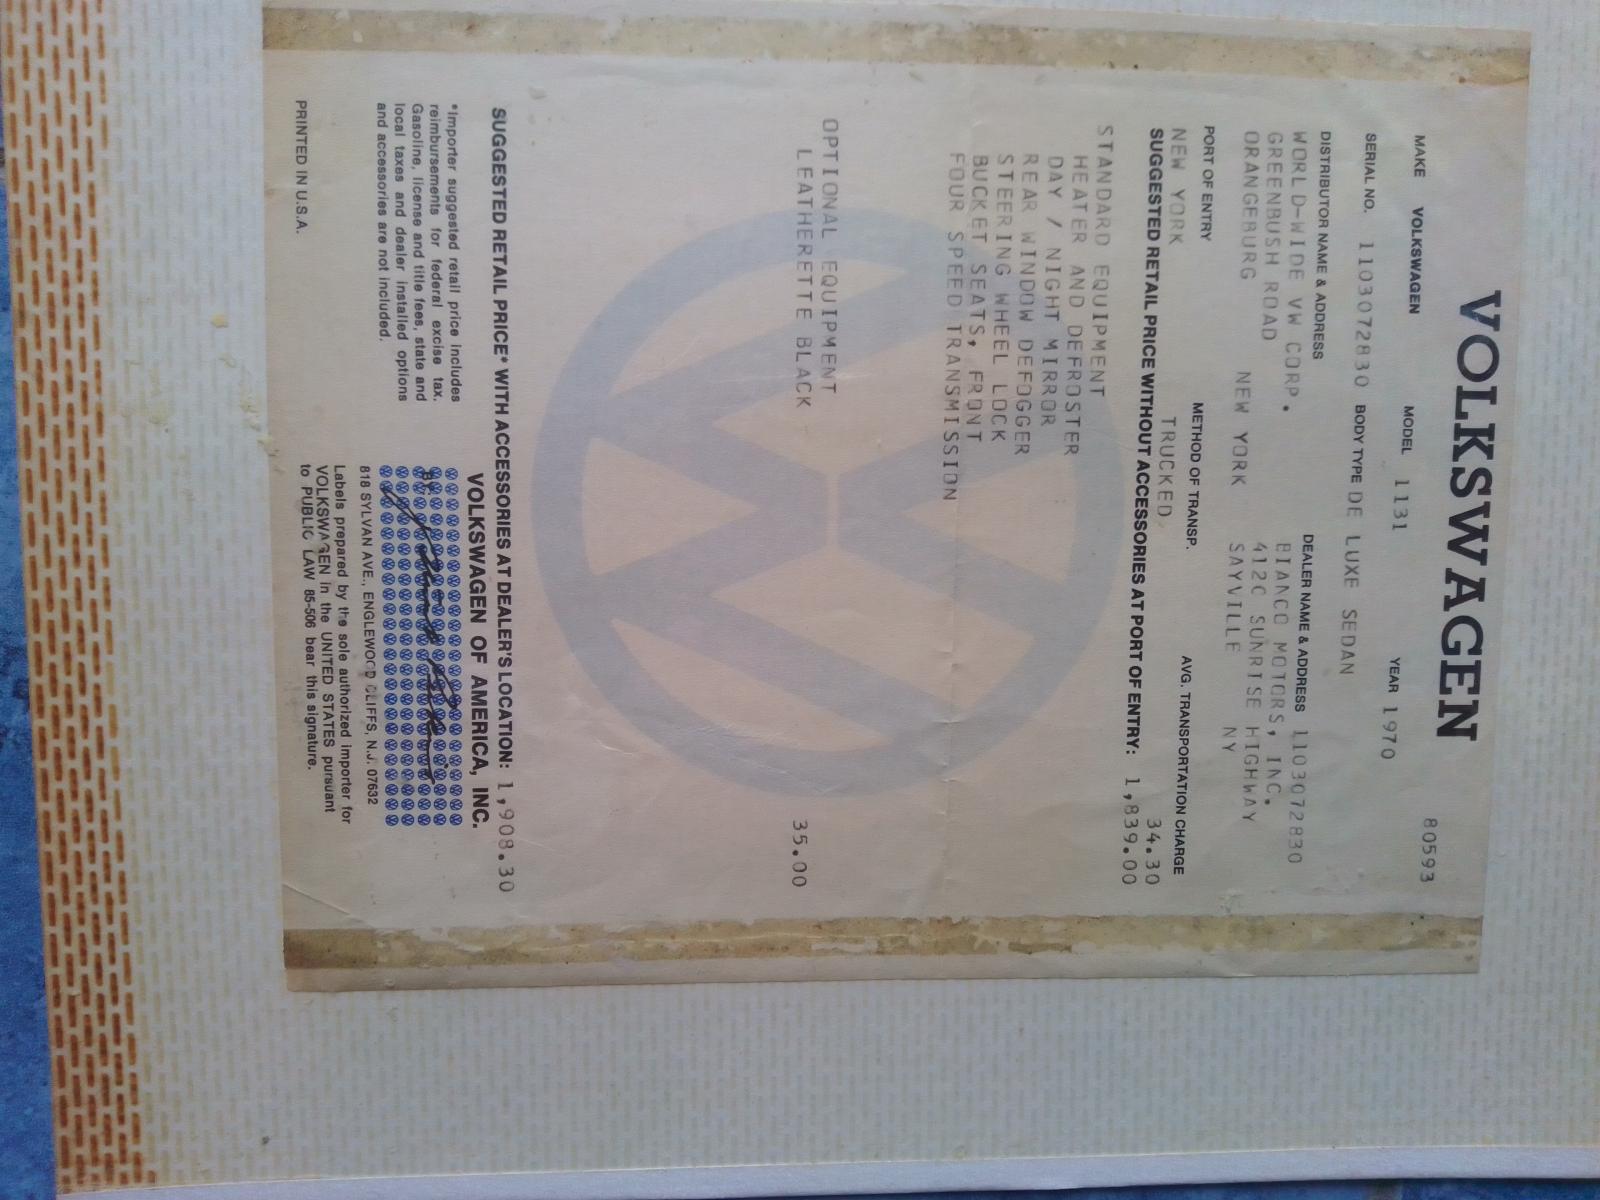 VOLKSWAGEN
80593
MAKE VOLKSWAGEN MODEL 1131 YEAR 1970
SERIAL NO. 1103072830 BODY TYPE DE LUXE SEDAN
DISTRIBUTOR NAME & ADDRESS DEALER NAME & ADDRESS 1103072830
WORLD-WIDE VW CORP. BIANCO MOTORS, INC.
GREENBUSH ROAD 4120 SUNRISE HIGHWAY
ORANGEBURG NEW YORK SAYVILLE NY
PORT OF ENTRY METHOD OF TRANSP. AVG. TRANSPORTATION CHARGE
NEW YORK TRUCKED 34.30
SUGGESTED RETAIL PRICE WITHOUT ACCESSORIES AT PORT OF ENTRY: 1,839.00
STANDARD EQUIPMENT
HEATER AND DEFROSTER
DAY / NIGHT MIRROR
REAR WINDOW DEFOGGER
STEERING WHEEL LOCK
BUCKET SEATS, FRONT
FOUR SPEED TRANSMISSION
OPTIONAL EQUIPMENT
LEATHERETTE BLACK 35.00
SUGGESTED RETAIL PRICE* WITH ACCESSORIES AT DEALER'S LOCATION: 1,908.30
*Importer suggested retail price includes
reimbursements for federal excise tax.
Gasoline, license and title fees, state and
local taxes and dealer installed options
and accessories are not included.
PRINTED IN U.S.A.
VOLKSWAGEN OF AMERICA, INC.
BY
818 SYLVAN AVE., ENGLEWOOD CLIFFS, N.J. 07632
Labels prepared by the sole authorized importer for
VOLKSWAGEN in the UNITED STATES pursuant
to PUBLIC LAW 85-506 bear this signature.